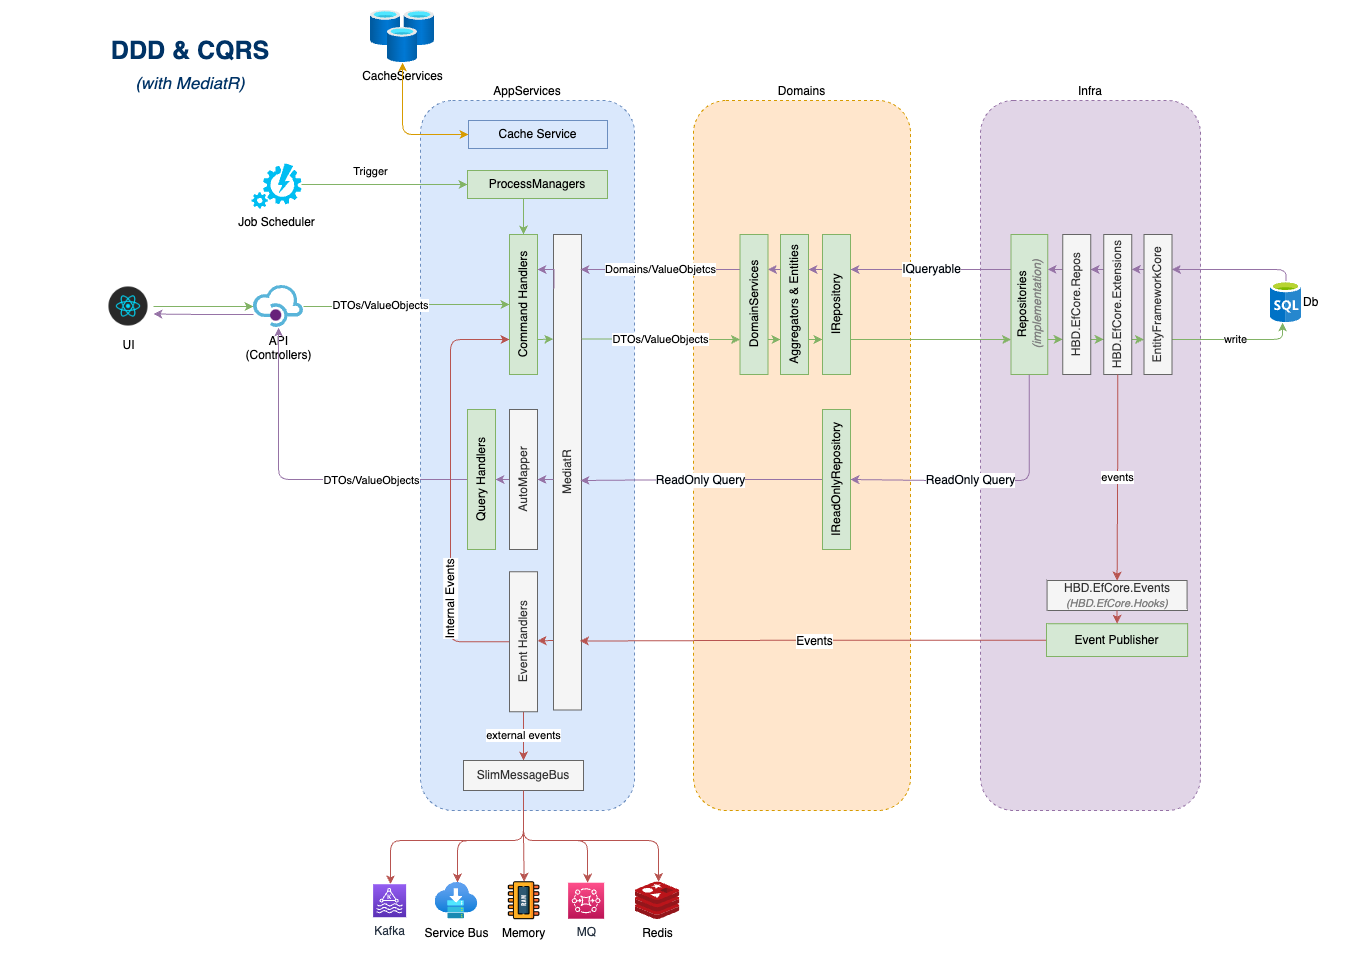 DDD & CQRS
(with MediatR)
CacheServices
AppServices
Domains
Infra
Cache Service
Trigger
ProcessManagers
Job Scheduler
Command Handlers
MediatR
Domains/ValueObjetcs
DomainServices
Aggregators & Entities
IRepository
IQueryable
Repositories
(implementation)
HBD.EfCore.Repos
HBD.EfCore.Extensions
EntityFrameworkCore
SQL
Db
UI
API
(Controllers)
DTOs/ValueObjects
DTOs/ValueObjects
write
Query Handlers
AutoMapper
DTOs/ValueObjects
ReadOnly Query
IReadOnlyRepository
ReadOnly Query
events
Internal Events
Event Handlers
HBD.EfCore.Events
(HBD.EfCore.Hooks)
Events
Event Publisher
external events
SlimMessageBus
K
RAM
Kafka
Service Bus
Memory
MQ
Redis